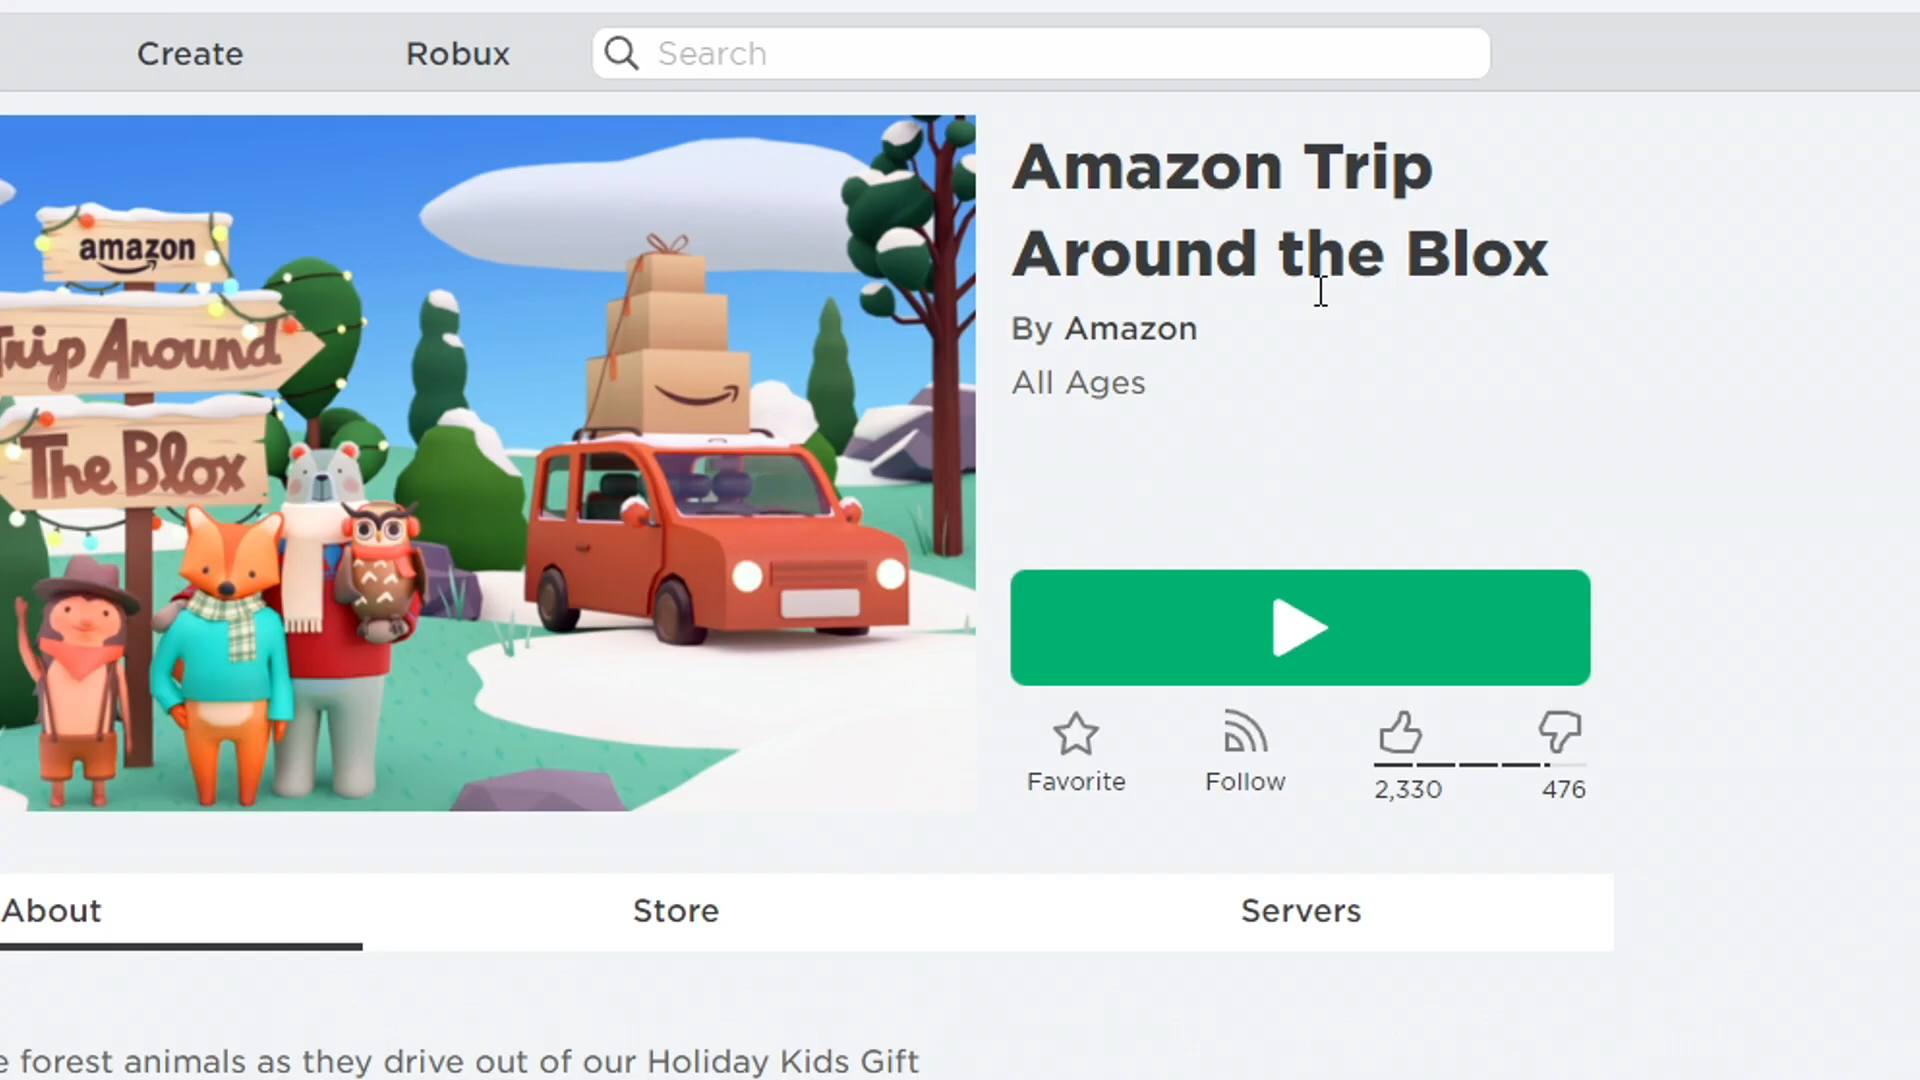 Create
Robux
Search
amazon
Trip Around
The Blox
Amazon Trip
Around the Blox
By Amazon
All Ages
Favorite
Follow
2,330
476
About
Store
Servers
forest animals as they drive out of our Holiday Kids Gift